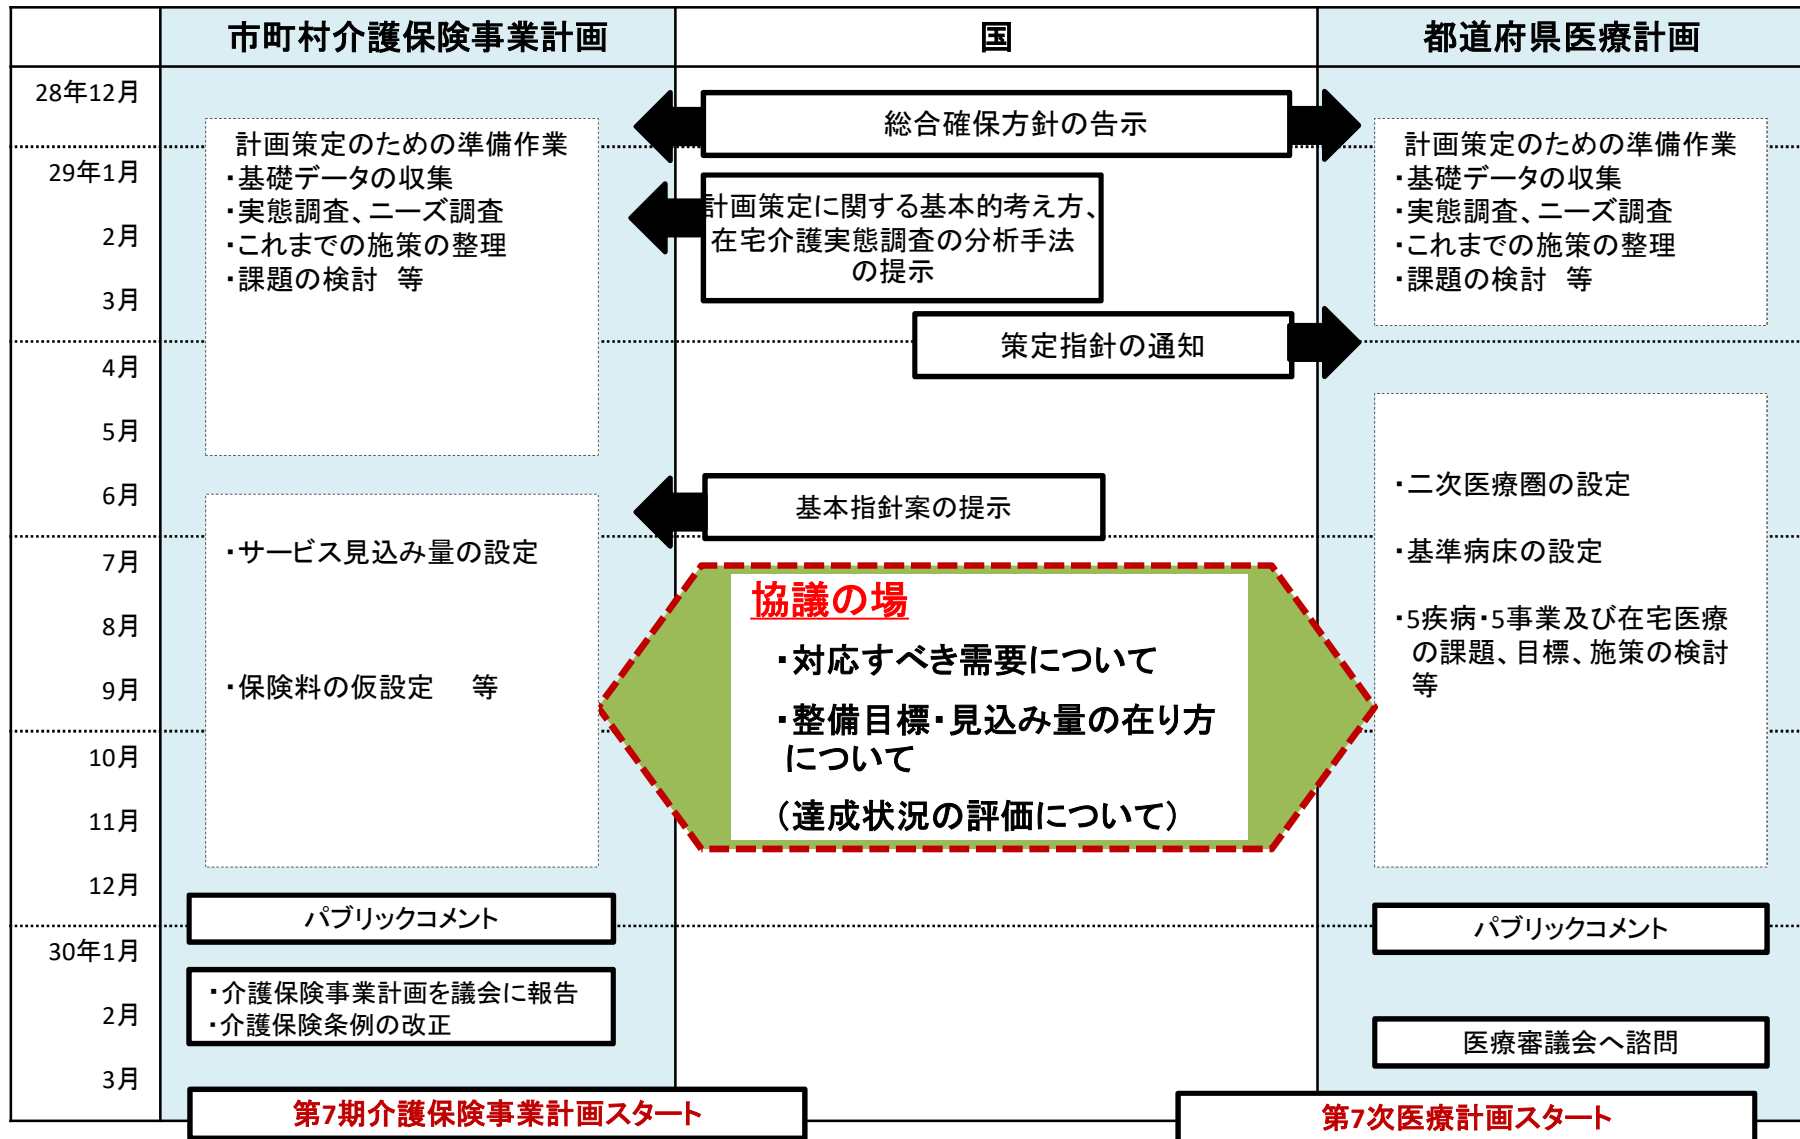 市町村介護保険事業計画
国
都道府県医療計画
28年12月
29年1月
2月
3月
4月
5月
6月
7月
8月
9月
10月
11月
12月
30年1月
2月
3月
計画策定のための準備作業
・基礎データの収集
・実態調査、ニーズ調査
・これまでの施策の整理
・課題の検討　等
・サービス見込み量の設定
・保険料の仮設定　等
パブリックコメント
・介護保険事業計画を議会に報告
・介護保険条例の改正
第7期介護保険事業計画スタート
総合確保方針の告示
計画策定に関する基本的考え方、
在宅介護実態調査の分析手法
の提示
策定指針の通知
基本指針案の提示
協議の場
・対応すべき需要について
・整備目標・見込み量の在り方
について
（達成状況の評価について）
計画策定のための準備作業
・基礎データの収集
・実態調査、ニーズ調査
・これまでの施策の整理
・課題の検討　等
・二次医療圏の設定
・基準病床の設定
・5疾病・5事業及び在宅医療
の課題、目標、施策の検討
等
パブリックコメント
医療審議会へ諮問
第7次医療計画スタート